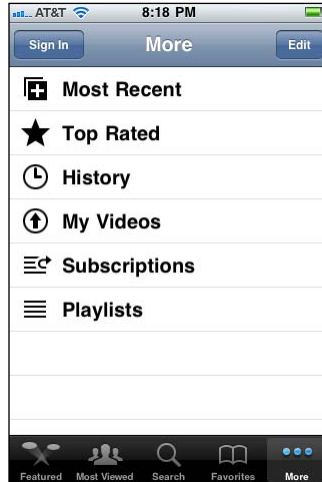 AT&T 8:18 PM
Sign In More Edit
Most Recent
Top Rated
History
My Videos
Subscriptions
Playlists
Featured Most Viewed Search Favorites More